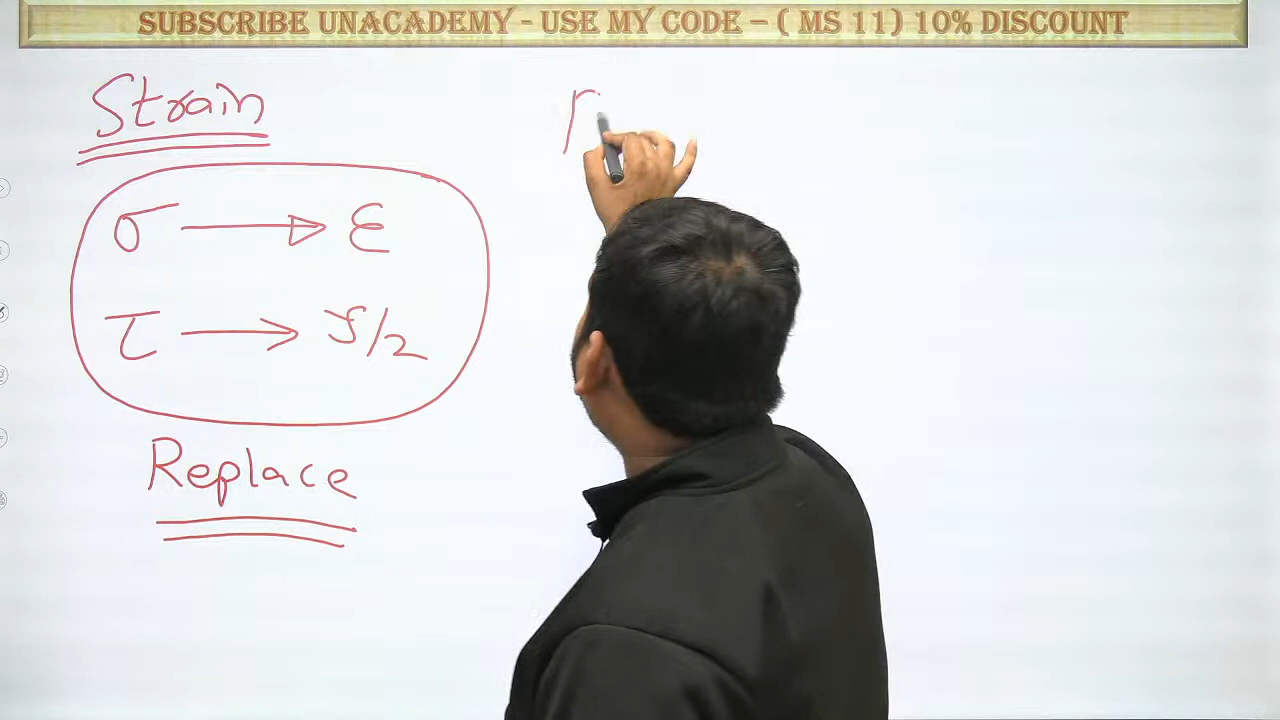 SUBSCRIBE UNACADEMY - USE MY CODE – ( MS 11) 10% DISCOUNT
Strain
σ → ε
τ → γ/2
Replace